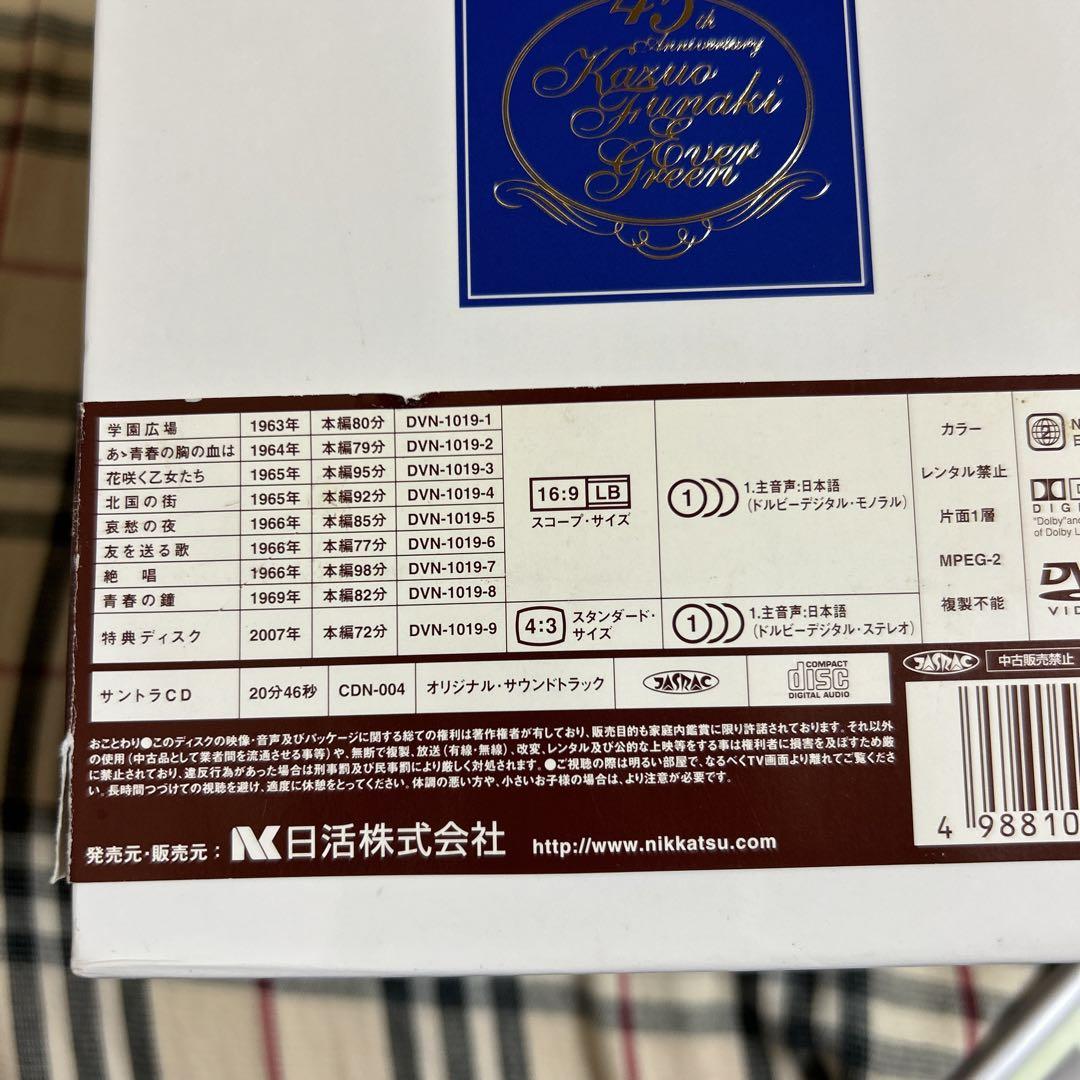 45th
Anniversary
Kazuo
Funaki
Ever
Green
学園広場 1963年 本編80分 DVN-1019-1
あゝ青春の胸の血は 1964年 本編79分 DVN-1019-2
花咲く乙女たち 1965年 本編95分 DVN-1019-3
北国の街 1965年 本編92分 DVN-1019-4
哀愁の夜 1966年 本編85分 DVN-1019-5
友を送る歌 1966年 本編77分 DVN-1019-6
絶 唱 1966年 本編98分 DVN-1019-7
青春の鐘 1969年 本編82分 DVN-1019-8
特典ディスク 2007年 本編72分 DVN-1019-9
16:9 LB
スコープ・サイズ
1 1.主音声:日本語
(ドルビーデジタル・モノラル)
4:3 スタンダード・
サイズ
1 1.主音声:日本語
(ドルビーデジタル・ステレオ)
カラー
レンタル禁止
片面1層
MPEG-2
複製不能
2
DIG
"Dolby"and
of Dolby L
VID
サントラCD 20分46秒 CDN-004 オリジナル・サウンドトラック JASRAC COMPACT
disc
DIGITAL AUDIO
JASRAC 中古販売禁止
おことわり●このディスクの映像・音声及びパッケージに関する総ての権利は著作権者が有しており、販売目的も家庭内鑑賞に限り許諾されております。それ以外
の使用(中古品として業者間を流通させる事等)や、無断で複製、放送(有線・無線)、改変、レンタル及び公的な上映等をする事は権利者に損害を及ぼすため厳
に禁止されており、違反行為があった場合は刑事罰及び民事罰により厳しく対処されます。●ご視聴の際は明るい部屋で、なるべくTV画面より離れてご覧くださ
い。長時間つづけての視聴を避け、適度に休憩をとってください。体調の悪い方や、小さいお子様の場合は、より注意が必要です。
発売元・販売元: 日活株式会社 http://www.nikkatsu.com
4 98810